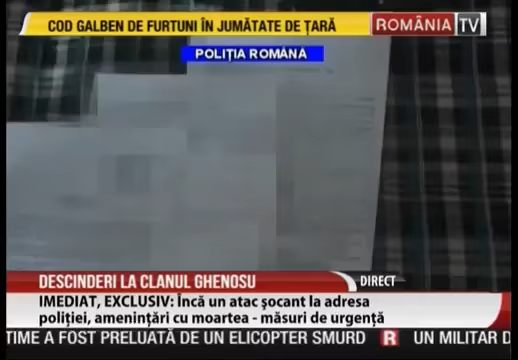 COD GALBEN DE FURTUNI ÎN JUMĂTATE DE ȚARĂ
ROMÂNIA TV
POLIȚIA ROMÂNĂ
DESCINDERI LA CLANUL GHENOSU
DIRECT
IMEDIAT, EXCLUSIV: Încă un atac șocant la adresa
poliției, amenințări cu moartea - măsuri de urgență
TIME A FOST PRELUATĂ DE UN ELICOPTER SMURD R UN MILITAR D